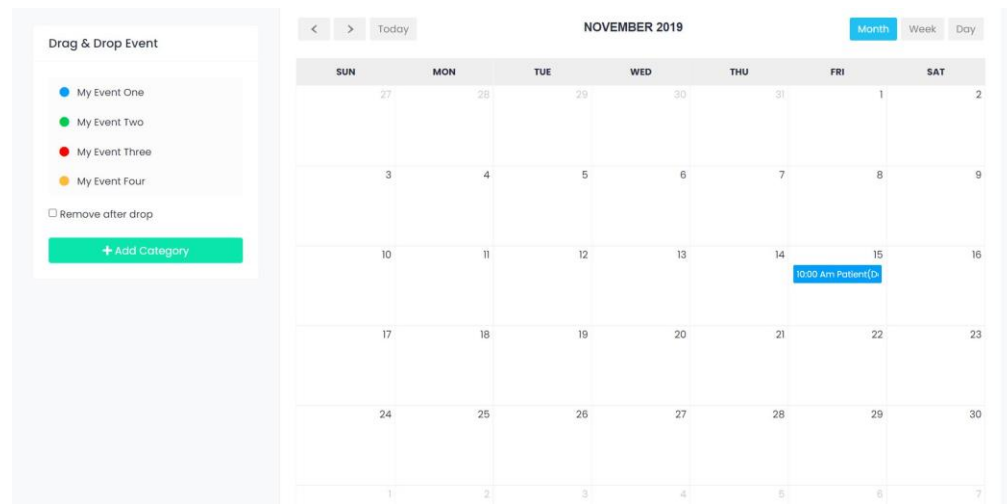 Drag & Drop Event
My Event One
My Event Two
My Event Three
My Event Four
Remove after drop
+ Add Category
< > Today
NOVEMBER 2019
Month Week Day
SUN MON TUE WED THU FRI SAT
27 28 29 30 31 1 2
3 4 5 6 7 8 9
10 11 12 13 14 15 16
10:00 Am Patient(D
17 18 19 20 21 22 23
24 25 26 27 28 29 30
1 2 3 4 5 6 7